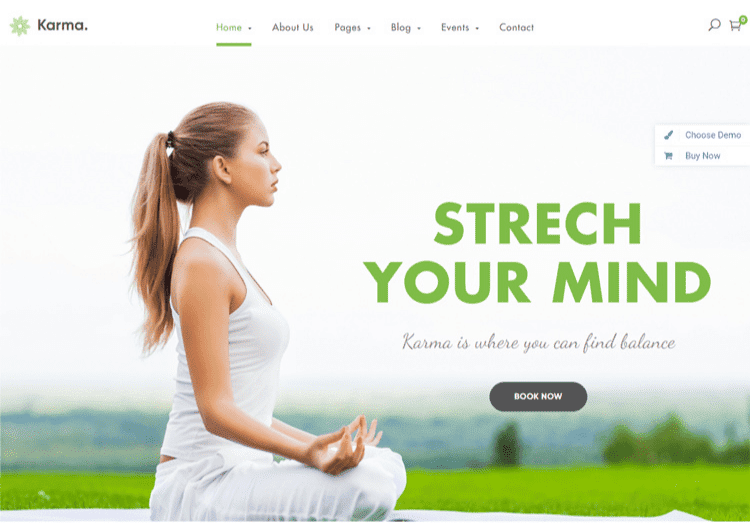 Karma.
Home About Us Pages Blog Events Contact
0
Choose Demo
Buy Now
STRECH
YOUR MIND
Karma is where you can find balance
BOOK NOW